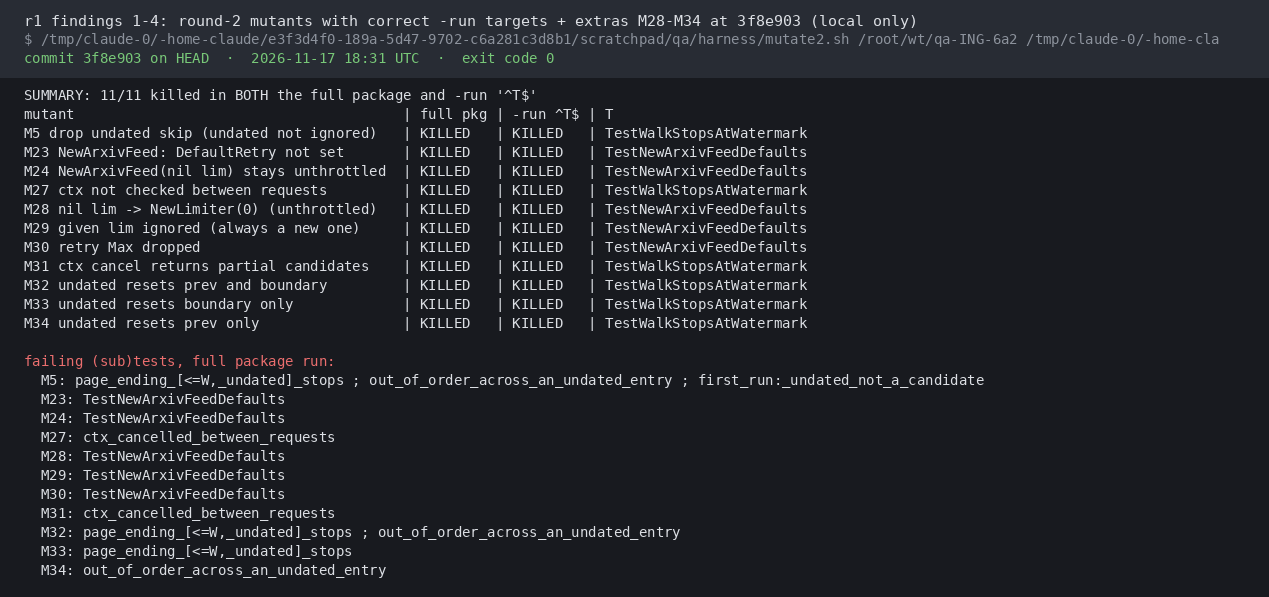 r1 findings 1-4: round-2 mutants with correct -run targets + extras M28-M34 at 3f8e903 (local only)
$ /tmp/claude-0/-home-claude/e3f3d4f0-189a-5d47-9702-c6a281c3d8b1/scratchpad/qa/harness/mutate2.sh /root/wt/qa-ING-6a2 /tmp/claude-0/-home-cla
commit 3f8e903 on HEAD  ·  2026-11-17 18:31 UTC  ·  exit code 0
SUMMARY: 11/11 killed in BOTH the full package and -run '^T$'
mutant                                       | full pkg | -run ^T$ | T
M5 drop undated skip (undated not ignored)   | KILLED   | KILLED   | TestWalkStopsAtWatermark
M23 NewArxivFeed: DefaultRetry not set       | KILLED   | KILLED   | TestNewArxivFeedDefaults
M24 NewArxivFeed(nil lim) stays unthrottled  | KILLED   | KILLED   | TestNewArxivFeedDefaults
M27 ctx not checked between requests         | KILLED   | KILLED   | TestWalkStopsAtWatermark
M28 nil lim -> NewLimiter(0) (unthrottled)   | KILLED   | KILLED   | TestNewArxivFeedDefaults
M29 given lim ignored (always a new one)     | KILLED   | KILLED   | TestNewArxivFeedDefaults
M30 retry Max dropped                        | KILLED   | KILLED   | TestNewArxivFeedDefaults
M31 ctx cancel returns partial candidates    | KILLED   | KILLED   | TestWalkStopsAtWatermark
M32 undated resets prev and boundary         | KILLED   | KILLED   | TestWalkStopsAtWatermark
M33 undated resets boundary only             | KILLED   | KILLED   | TestWalkStopsAtWatermark
M34 undated resets prev only                 | KILLED   | KILLED   | TestWalkStopsAtWatermark
failing (sub)tests, full package run:
  M5: page_ending_[<=W,_undated]_stops ; out_of_order_across_an_undated_entry ; first_run:_undated_not_a_candidate
  M23: TestNewArxivFeedDefaults
  M24: TestNewArxivFeedDefaults
  M27: ctx_cancelled_between_requests
  M28: TestNewArxivFeedDefaults
  M29: TestNewArxivFeedDefaults
  M30: TestNewArxivFeedDefaults
  M31: ctx_cancelled_between_requests
  M32: page_ending_[<=W,_undated]_stops ; out_of_order_across_an_undated_entry
  M33: page_ending_[<=W,_undated]_stops
  M34: out_of_order_across_an_undated_entry